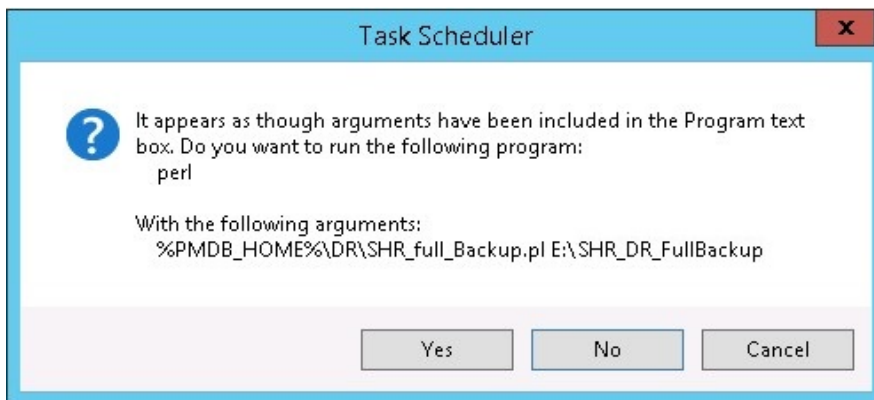 Task Scheduler
x
?
It appears as though arguments have been included in the Program text
box. Do you want to run the following program:
perl
With the following arguments:
%PMDB_HOME%\DR\SHR_full_Backup.pl E:\SHR_DR_FullBackup
Yes No Cancel